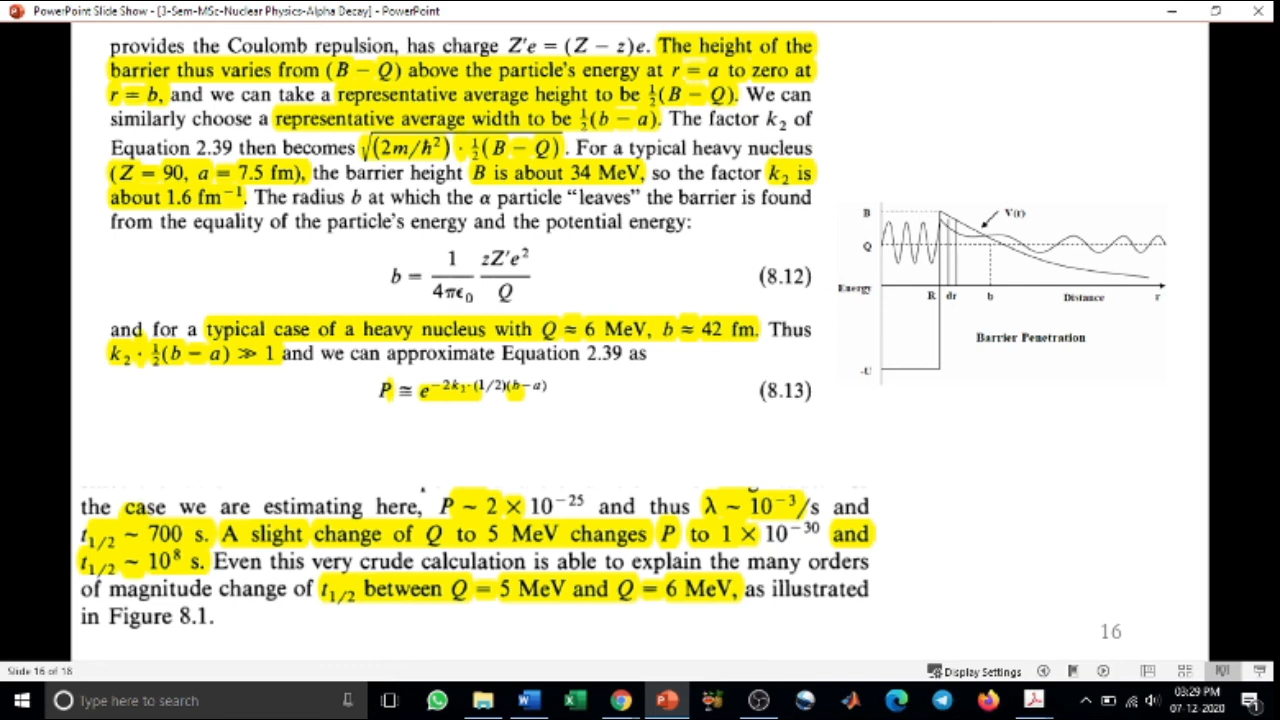 PowerPoint Slide Show - [3-Sem-MSc-Nuclear Physics-Alpha Decay] - PowerPoint
provides the Coulomb repulsion, has charge Z′e = (Z − z)e. The height of the
barrier thus varies from (B − Q) above the particle's energy at r = a to zero at
r = b, and we can take a representative average height to be ½(B − Q). We can
similarly choose a representative average width to be ½(b − a). The factor k₂ of
Equation 2.39 then becomes √(2m/ħ²) · ½(B − Q). For a typical heavy nucleus
(Z = 90, a = 7.5 fm), the barrier height B is about 34 MeV, so the factor k₂ is
about 1.6 fm⁻¹. The radius b at which the α particle “leaves” the barrier is found
from the equality of the particle's energy and the potential energy:
b = 1/4πϵ₀ zZ′e²/Q (8.12)
and for a typical case of a heavy nucleus with Q ≈ 6 MeV, b ≈ 42 fm. Thus
k₂ · ½(b − a) ≫ 1 and we can approximate Equation 2.39 as
P ≅ e^−2k₂·(1/2)(b−a) (8.13)
B
V(r)
Q
Energy
R dr b Distance r
Barrier Penetration
-U
the case we are estimating here, P ~ 2 × 10⁻²⁵ and thus λ ~ 10⁻³/s and
t₁/₂ ~ 700 s. A slight change of Q to 5 MeV changes P to 1 × 10⁻³⁰ and
t₁/₂ ~ 10⁸ s. Even this very crude calculation is able to explain the many orders
of magnitude change of t₁/₂ between Q = 5 MeV and Q = 6 MeV, as illustrated
in Figure 8.1.
16
Slide 16 of 18
Display Settings
Type here to search
03:29 PM
07-12-2020